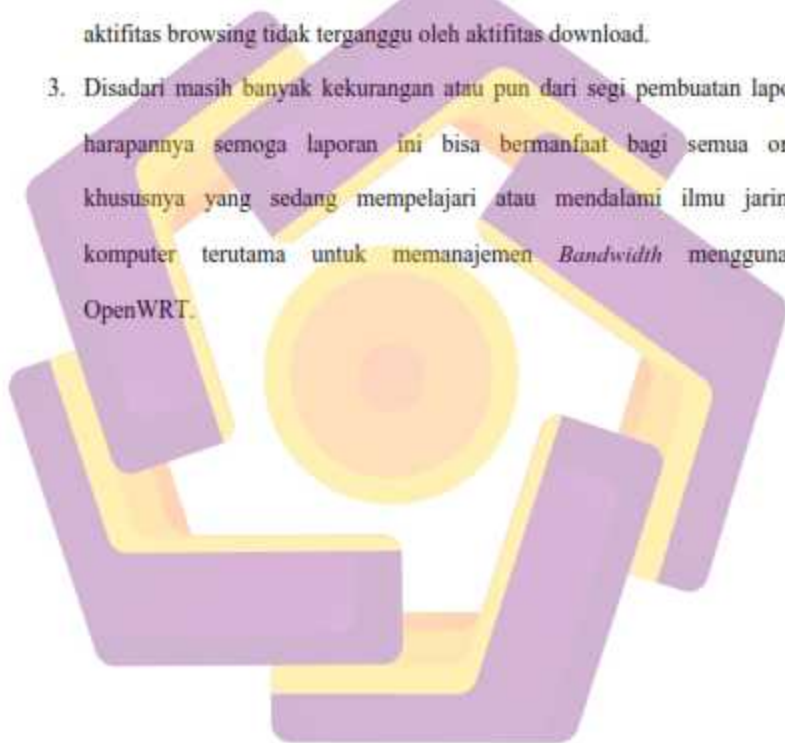 aktifitas browsing tidak terganggu oleh aktifitas download.
3. Disadari masih banyak kekurangan atau pun dari segi pembuatan lapo
harapannya semoga laporan ini bisa bermanfaat bagi semua or
khususnya yang sedang mempelajari atau mendalami ilmu jarin
komputer terutama untuk memanajemen Bandwidth mengguna
OpenWRT.